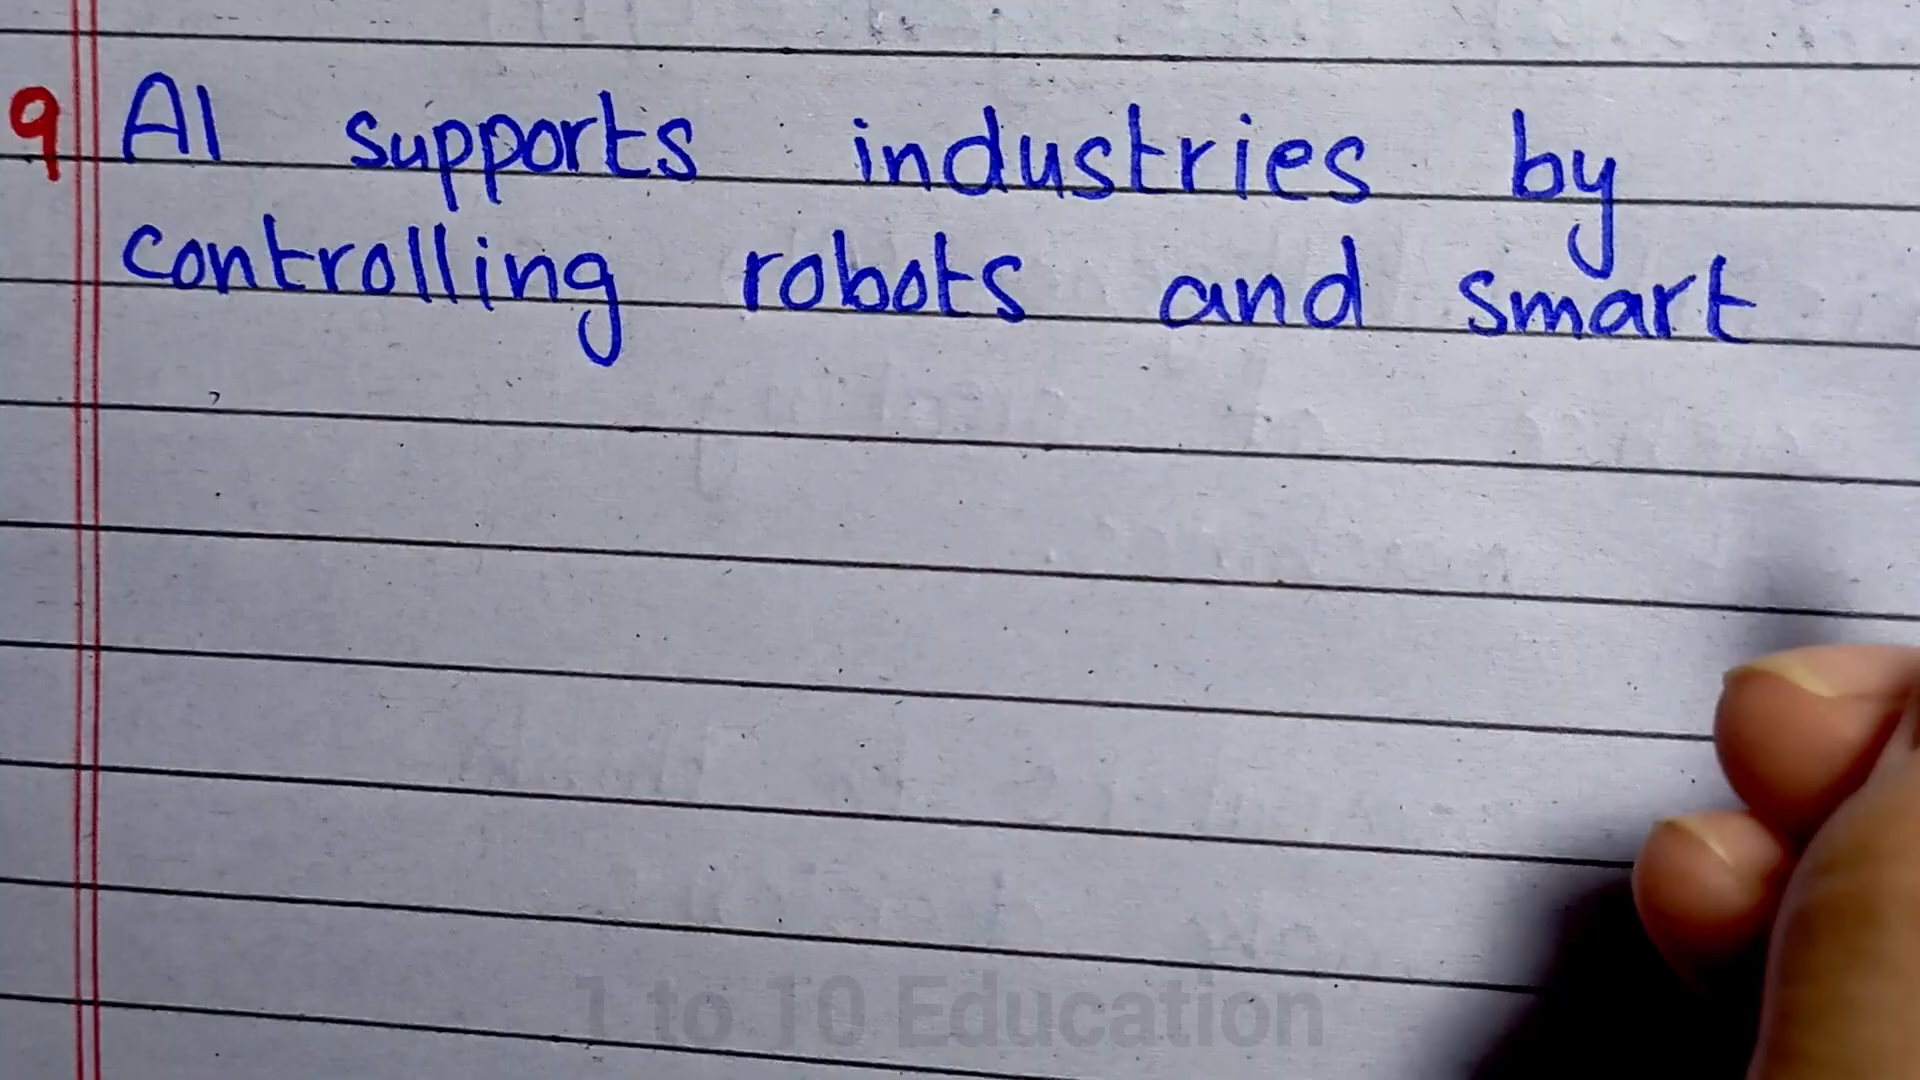 9 AI supports industries by
controlling robots and smart
1 to 10 Education